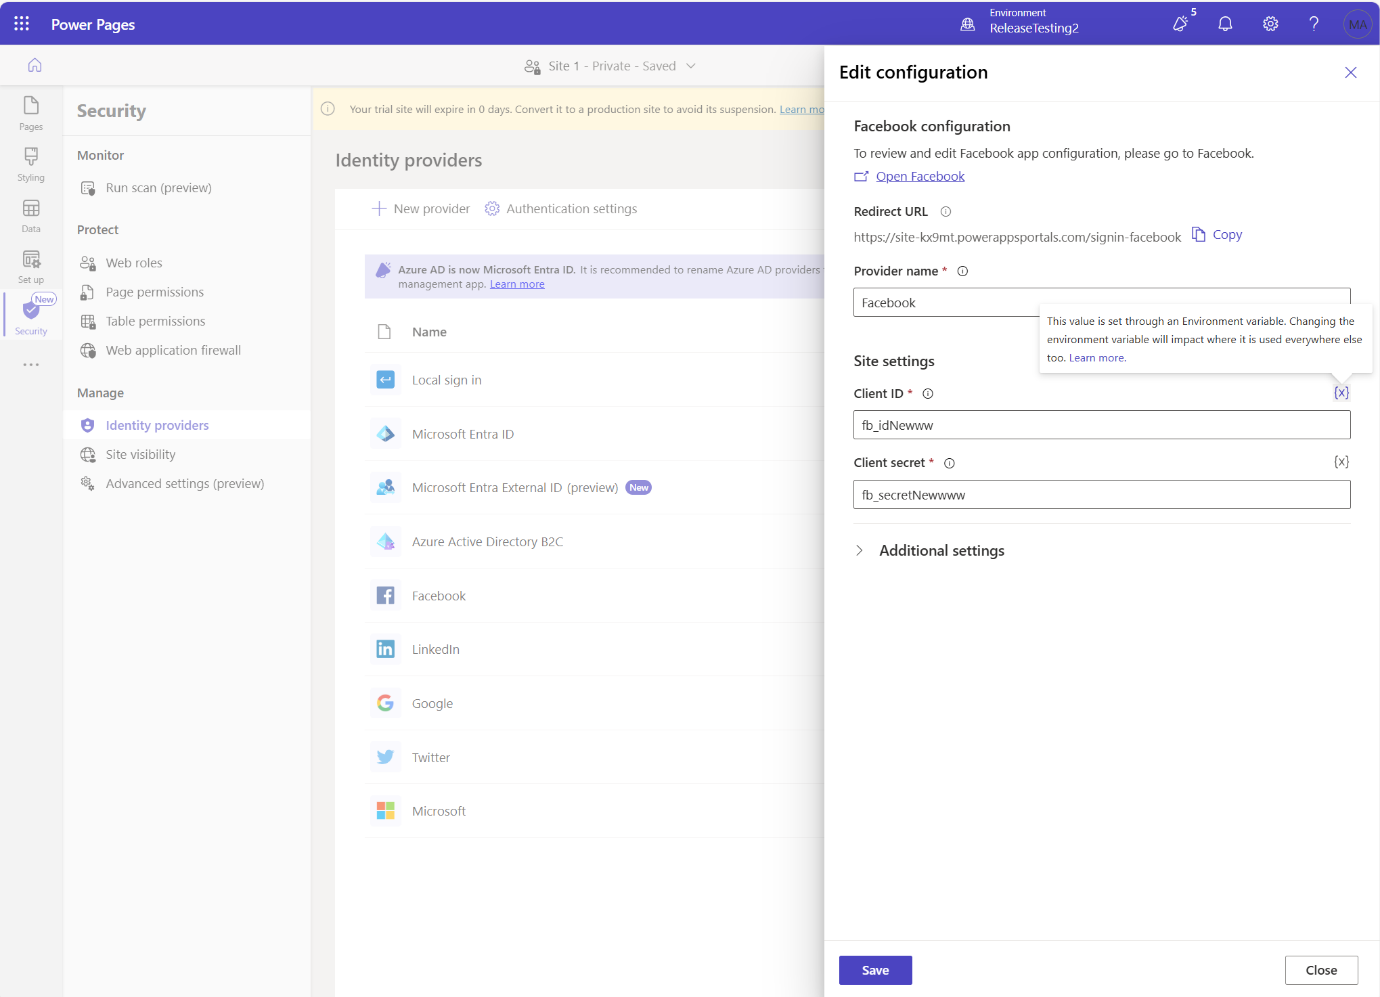 Power Pages
Environment
ReleaseTesting2
5
?
MA
Site 1 - Private - Saved
Pages
Styling
Data
Set up
New
Security
Security
Monitor
Run scan (preview)
Protect
Web roles
Page permissions
Table permissions
Web application firewall
Manage
Identity providers
Site visibility
Advanced settings (preview)
Your trial site will expire in 0 days. Convert it to a production site to avoid its suspension. Learn mo
Identity providers
New provider
Authentication settings
Azure AD is now Microsoft Entra ID. It is recommended to rename Azure AD providers
management app. Learn more
Name
Local sign in
Microsoft Entra ID
Microsoft Entra External ID (preview) New
Azure Active Directory B2C
Facebook
LinkedIn
Google
Twitter
Microsoft
Edit configuration
Facebook configuration
To review and edit Facebook app configuration, please go to Facebook.
Open Facebook
Redirect URL
https://site-kx9mt.powerappsportals.com/signin-facebook Copy
Provider name *
Facebook
This value is set through an Environment variable. Changing the
environment variable will impact where it is used everywhere else
too. Learn more.
Site settings
Client ID * {x}
fb_idNewww
Client secret * {x}
fb_secretNewwww
Additional settings
Save
Close